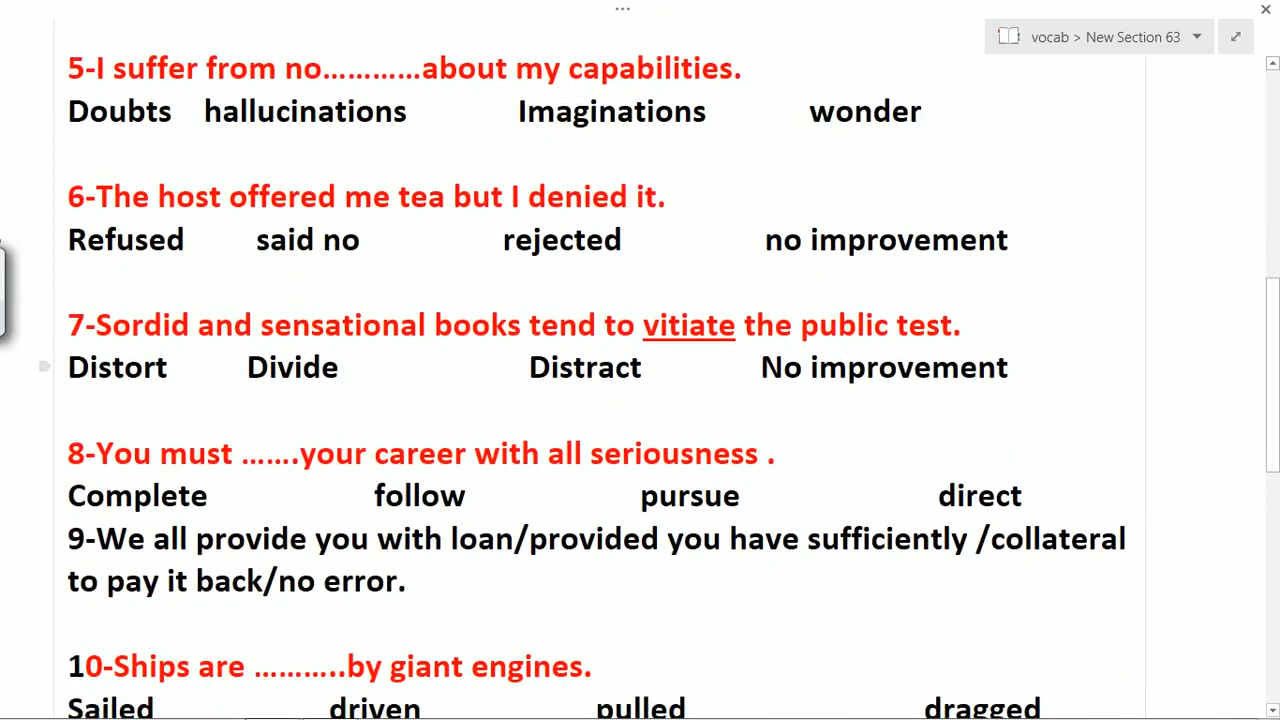 vocab > New Section 63
5-I suffer from no…………about my capabilities.
Doubts hallucinations Imaginations wonder
6-The host offered me tea but I denied it.
Refused said no rejected no improvement
7-Sordid and sensational books tend to vitiate the public test.
Distort Divide Distract No improvement
8-You must …….your career with all seriousness .
Complete follow pursue direct
9-We all provide you with loan/provided you have sufficiently /collateral
to pay it back/no error.
10-Ships are ………..by giant engines.
Sailed driven pulled dragged